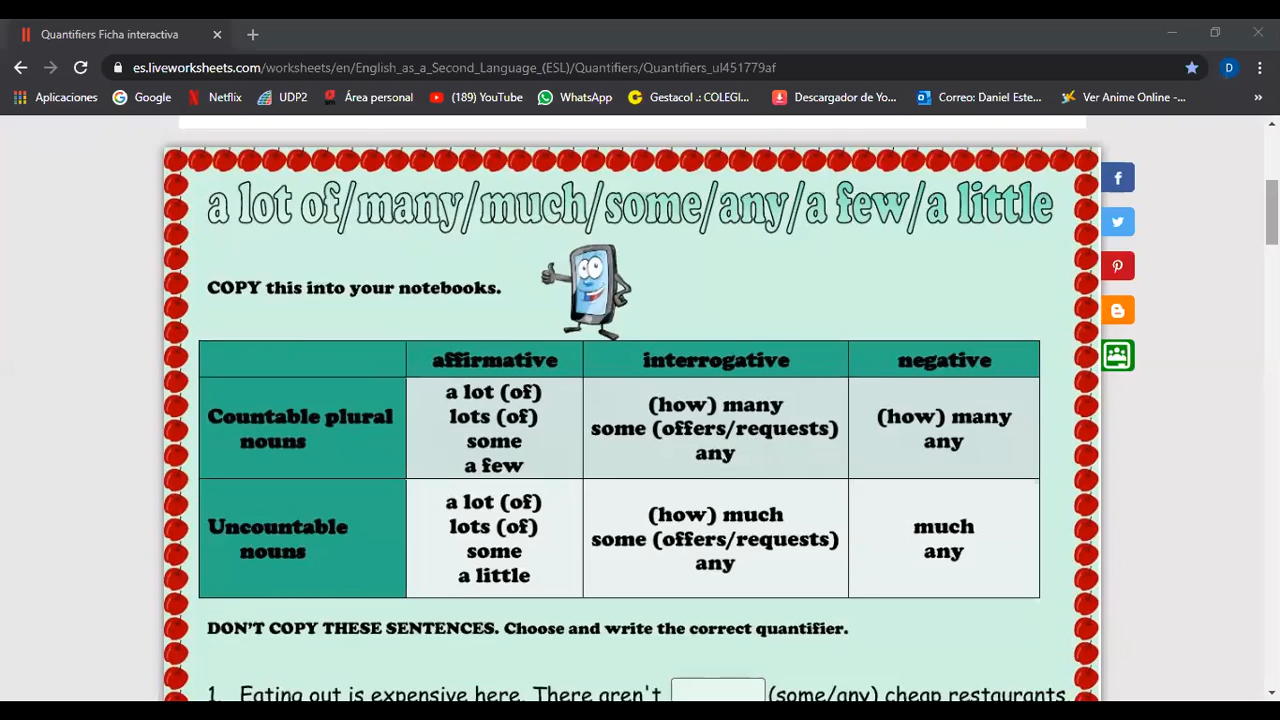 Quantifiers Ficha interactiva
es.liveworksheets.com/worksheets/en/English_as_a_Second_Language_(ESL)/Quantifiers/Quantifiers_ul451779af
D
Aplicaciones Google Netflix UDP2 Área personal (189) YouTube WhatsApp Gestacol .: COLEGI... Descargador de Yo... Correo: Daniel Este... Ver Anime Online -... »
a lot of/many/much/some/any/a few/a little
COPY this into your notebooks.
affirmative interrogative negative
Countable plural nouns
a lot (of)
lots (of)
some
a few
(how) many
some (offers/requests)
any
(how) many
any
Uncountable nouns
a lot (of)
lots (of)
some
a little
(how) much
some (offers/requests)
any
much
any
DON'T COPY THESE SENTENCES. Choose and write the correct quantifier.
1. Eating out is expensive here. There aren't (some/any) cheap restaurants